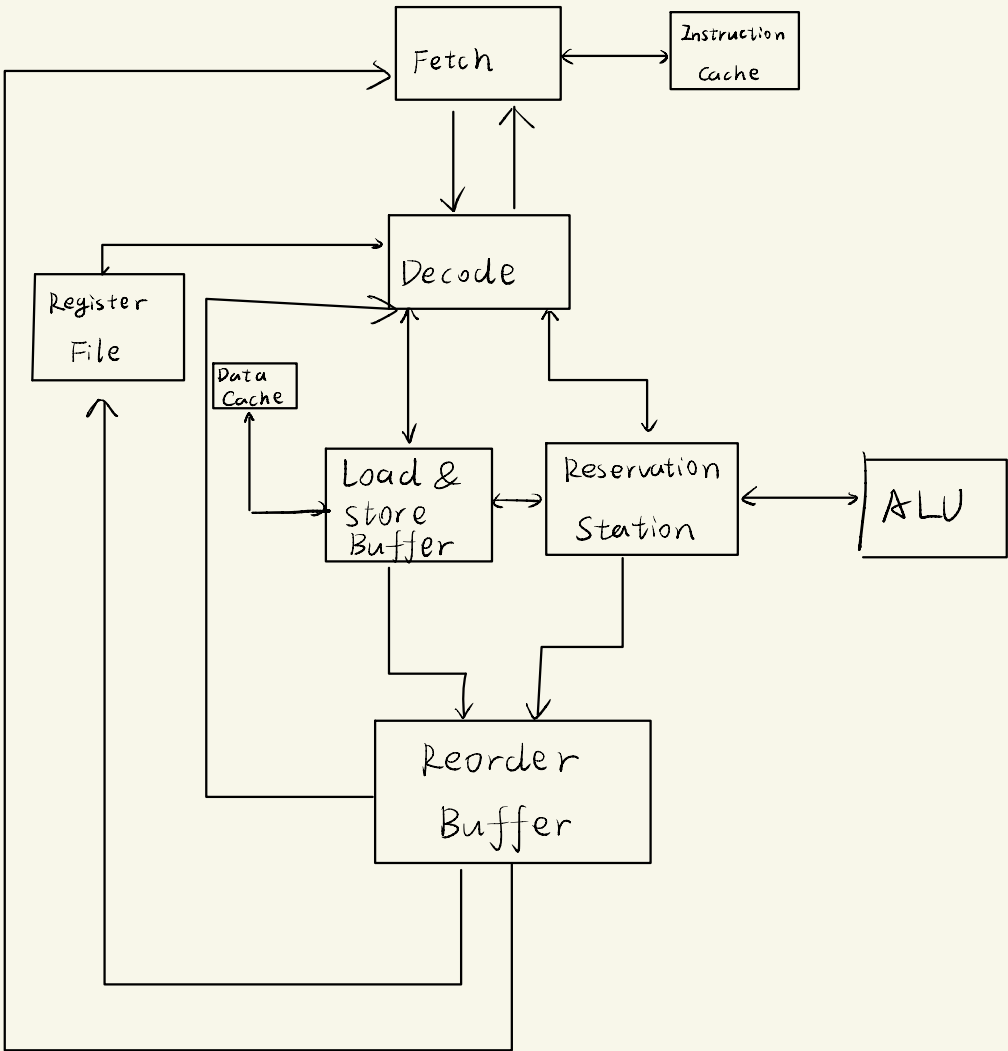 Fetch
Instruction
Cache
Decode
Register
File
Data
Cache
Load &
store
Buffer
Reservation
Station
ALU
Reorder
Buffer